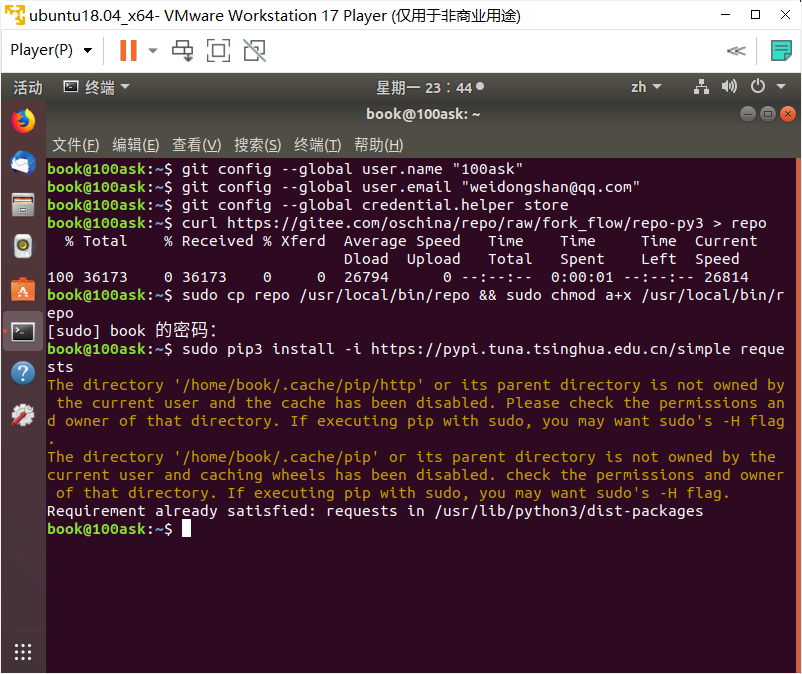 ubuntu18.04_x64- VMware Workstation 17 Player (仅用于非商业用途)
Player(P)
活动 终端 星期一 23：44 zh
book@100ask: ~
文件(F) 编辑(E) 查看(V) 搜索(S) 终端(T) 帮助(H)
book@100ask:~$ git config --global user.name "100ask"
book@100ask:~$ git config --global user.email "weidongshan@qq.com"
book@100ask:~$ git config --global credential.helper store
book@100ask:~$ curl https://gitee.com/oschina/repo/raw/fork_flow/repo-py3 > repo
  % Total    % Received % Xferd  Average Speed   Time    Time     Time  Current
                                 Dload  Upload   Total   Spent    Left  Speed
100 36173    0 36173    0     0  26794      0 --:--:--  0:00:01 --:--:-- 26814
book@100ask:~$ sudo cp repo /usr/local/bin/repo && sudo chmod a+x /usr/local/bin/r
epo
[sudo] book 的密码：
book@100ask:~$ sudo pip3 install -i https://pypi.tuna.tsinghua.edu.cn/simple reque
sts
The directory '/home/book/.cache/pip/http' or its parent directory is not owned by
 the current user and the cache has been disabled. Please check the permissions an
d owner of that directory. If executing pip with sudo, you may want sudo's -H flag
.
The directory '/home/book/.cache/pip' or its parent directory is not owned by the
current user and caching wheels has been disabled. check the permissions and owner
 of that directory. If executing pip with sudo, you may want sudo's -H flag.
Requirement already satisfied: requests in /usr/lib/python3/dist-packages
book@100ask:~$